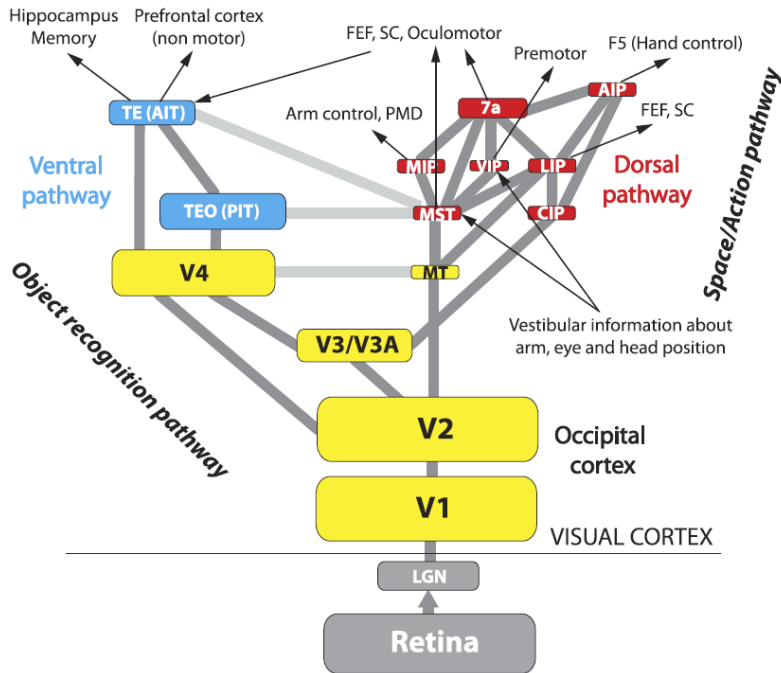 Hippocampus
Memory
Prefrontal cortex
(non motor)
FEF, SC, Oculomotor
Premotor
F5 (Hand control)
TE (AIT)
Arm control, PMD
7a
AIP
FEF, SC
Ventral
pathway
MIP
VIP
LIP
Dorsal
pathway
Space/Action pathway
TEO (PIT)
MST
CIP
V4
MT
Object recognition pathway
V3/V3A
Vestibular information about
arm, eye and head position
V2
Occipital
cortex
V1
VISUAL CORTEX
LGN
Retina